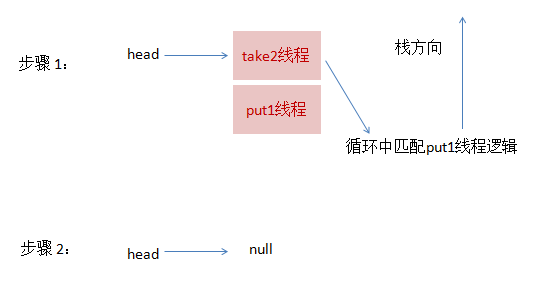 步骤1：
head
take2线程
put1线程
栈方向
循环中匹配put1线程逻辑
步骤2：
head
null